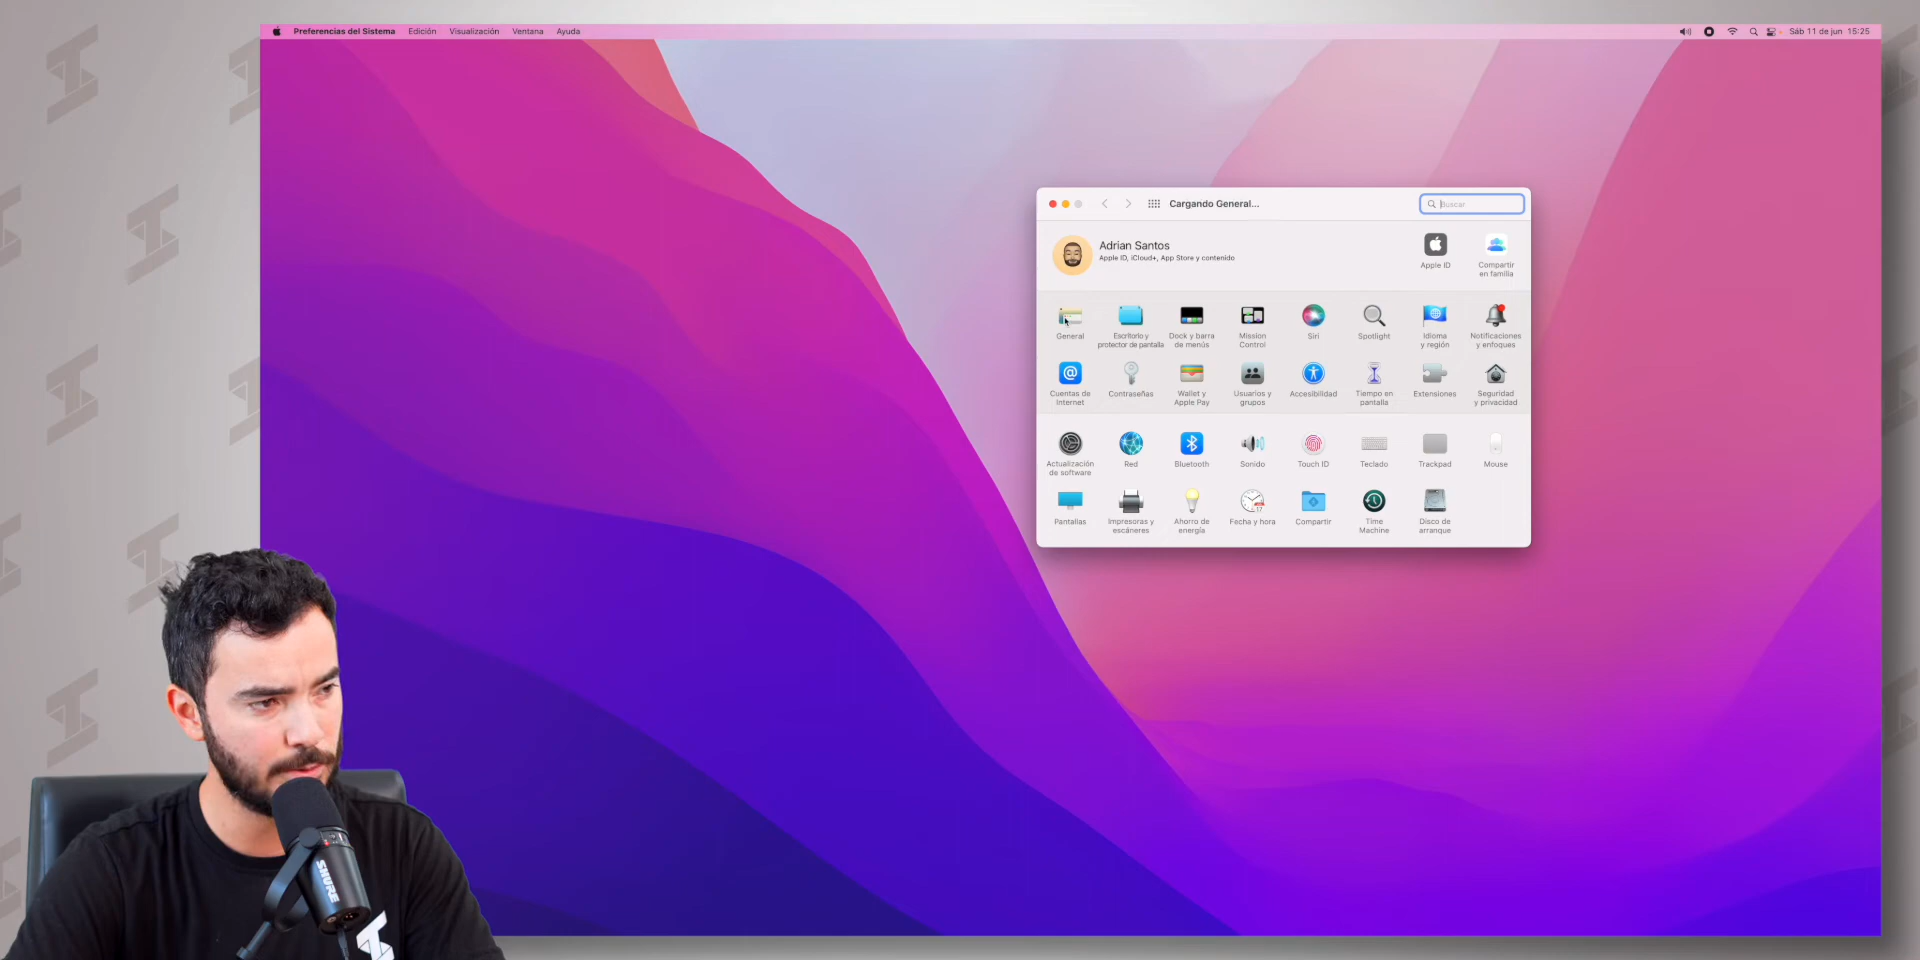 Preferencias del Sistema Edición Visualización Ventana Ayuda
Sáb 11 de jun 15:25
Cargando General...
Buscar
Adrian Santos
Apple ID, iCloud+, App Store y contenido
Apple ID
Compartir
en familia
General
Escritorio y
protector de pantalla
Dock y barra
de menús
Mission
Control
Siri
Spotlight
Idioma
y región
Notificaciones
y enfoques
Cuentas de
Internet
Contraseñas
Wallet y
Apple Pay
Usuarios y
grupos
Accesibilidad
Tiempo en
pantalla
Extensiones
Seguridad
y privacidad
Actualización
de software
Red
Bluetooth
Sonido
Touch ID
Teclado
Trackpad
Mouse
Pantallas
Impresoras y
escáneres
Ahorro de
energía
17
Fecha y hora
Compartir
Time
Machine
Disco de
arranque
SHURE